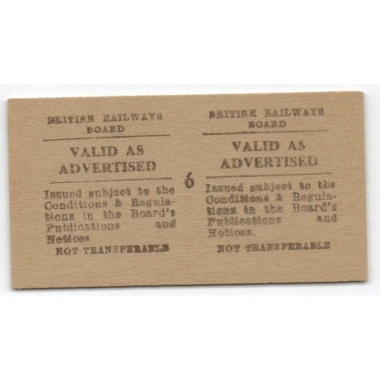 BRITISH RAILWAYS
BOARD
VALID AS
ADVERTISED
Issued subject to the
Conditions & Regula-
tions in the Board's
Publications and
Notices.
NOT TRANSFERABLE
6
BRITISH RAILWAYS
BOARD
VALID AS
ADVERTISED
Issued subject to the
Conditions & Regula-
tions in the Board's
Publications and
Notices.
NOT TRANSFERABLE